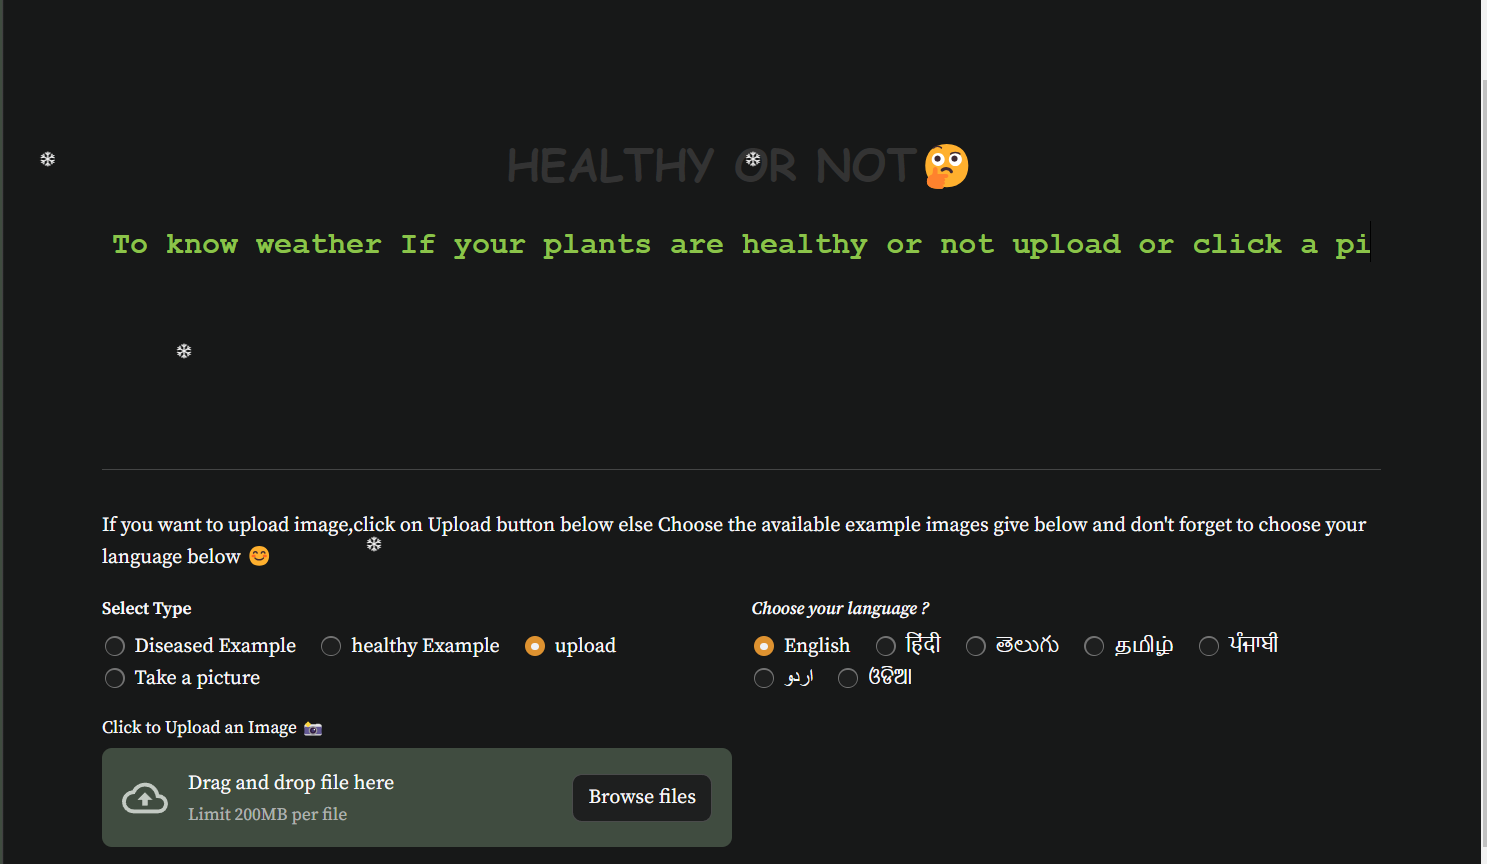 HEALTHY OR NOT🤔
To know weather If your plants are healthy or not upload or click a pi
If you want to upload image,click on Upload button below else Choose the available example images give below and don't forget to choose your
language below 😊
Select Type
Diseased Example healthy Example upload
Take a picture
Choose your language ?
English हिंदी తెలుగు தமிழ் ਪੰਜਾਬੀ
اردو ଓଡିଆ
Click to Upload an Image 📸
Drag and drop file here
Limit 200MB per file
Browse files